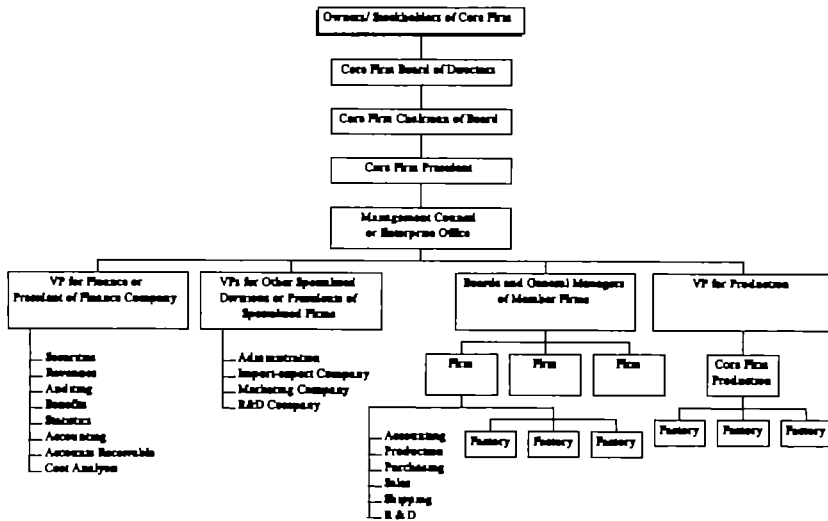 Owners/ Stockholders of Core Firm
Core Firm Board of Directors
Core Firm Chairman of Board
Core Firm President
Management Council
or Enterprise Office
VP for Finance or
President of Finance Company
VPs for Other Specialized
Divisions or Presidents of
Specialized Firms
Boards and General Managers
of Member Firms
VP for Production
Securities
Revenues
Auditing
Benefits
Statistics
Accounting
Accounts Receivable
Cost Analysis
Administration
Import-export Company
Marketing Company
R&D Company
Firm
Firm
Firm
Core Firm
Production
Accounting
Production
Purchasing
Sales
Shipping
R & D
Factory
Factory
Factory
Factory
Factory
Factory